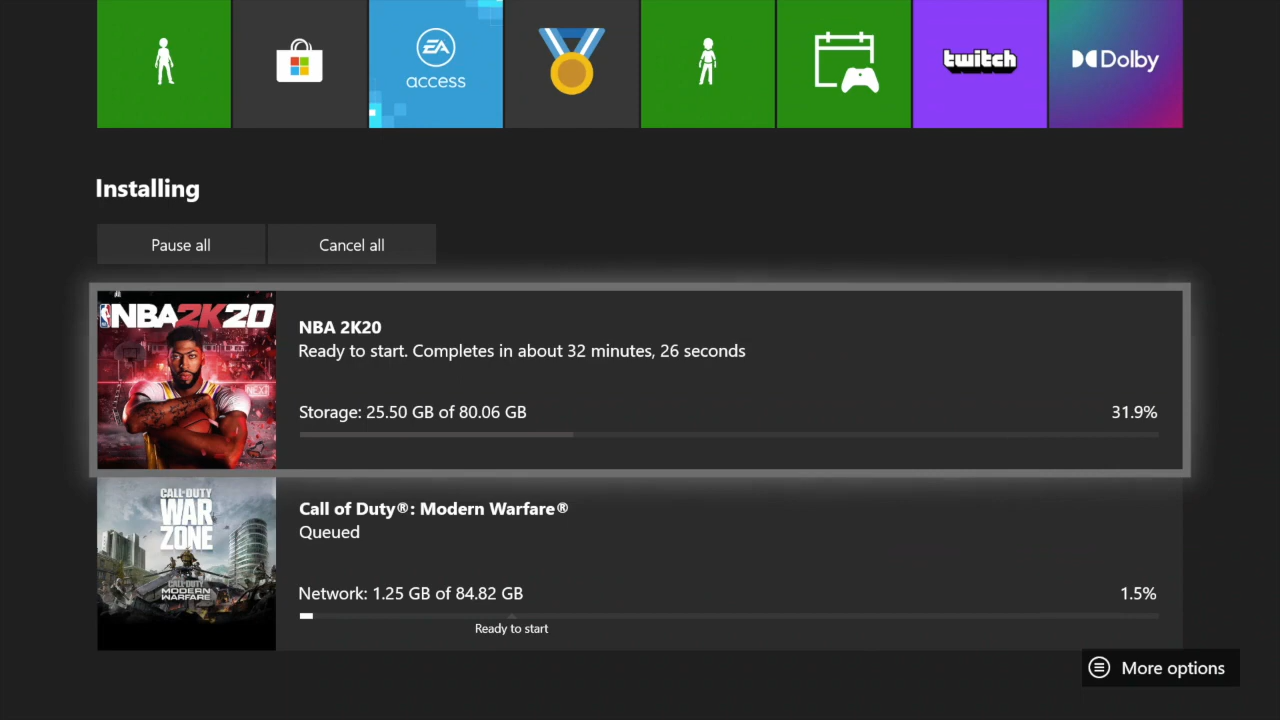 EA
access
twitch
Dolby
Installing
Pause all
Cancel all
NBA 2K20
NBA 2K20
Ready to start. Completes in about 32 minutes, 26 seconds
Storage: 25.50 GB of 80.06 GB
31.9%
CALL OF DUTY
WAR
ZONE
CALL OF DUTY
MODERN
WARFARE
Call of Duty®: Modern Warfare®
Queued
Network: 1.25 GB of 84.82 GB
1.5%
Ready to start
More options